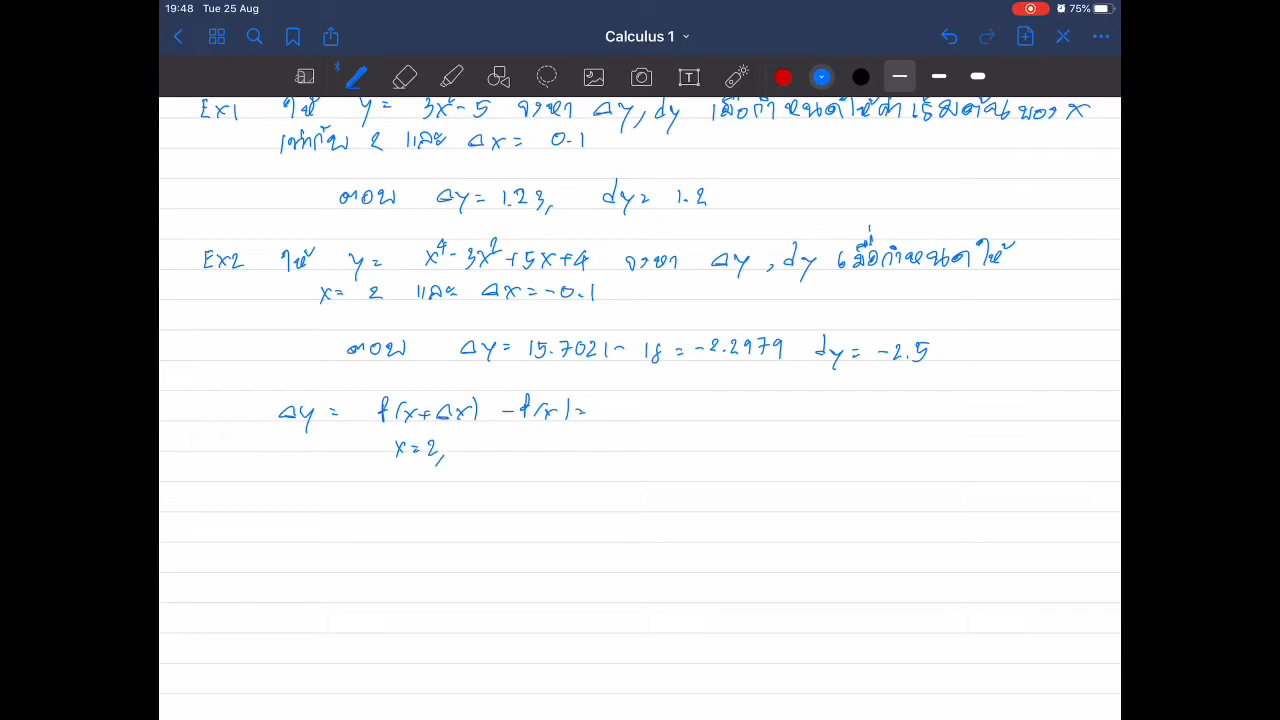 19:48 Tue 25 Aug
75%
Calculus 1
Ex1 ให้ y = 3x² - 5 จงหา Δy, dy เมื่อกำหนดให้ค่าเริ่มต้นของ x
เท่ากับ 2 และ Δx = 0.1
ตอบ Δy = 1.23, dy = 1.2
Ex2 ให้ y = x⁴ - 3x² + 5x + 4 จงหา Δy, dy เมื่อกำหนดให้
x = 2 และ Δx = -0.1
ตอบ Δy = 15.7021 - 18 = -2.2979 dy = -2.5
Δy = f(x+Δx) - f(x) =
x = 2,